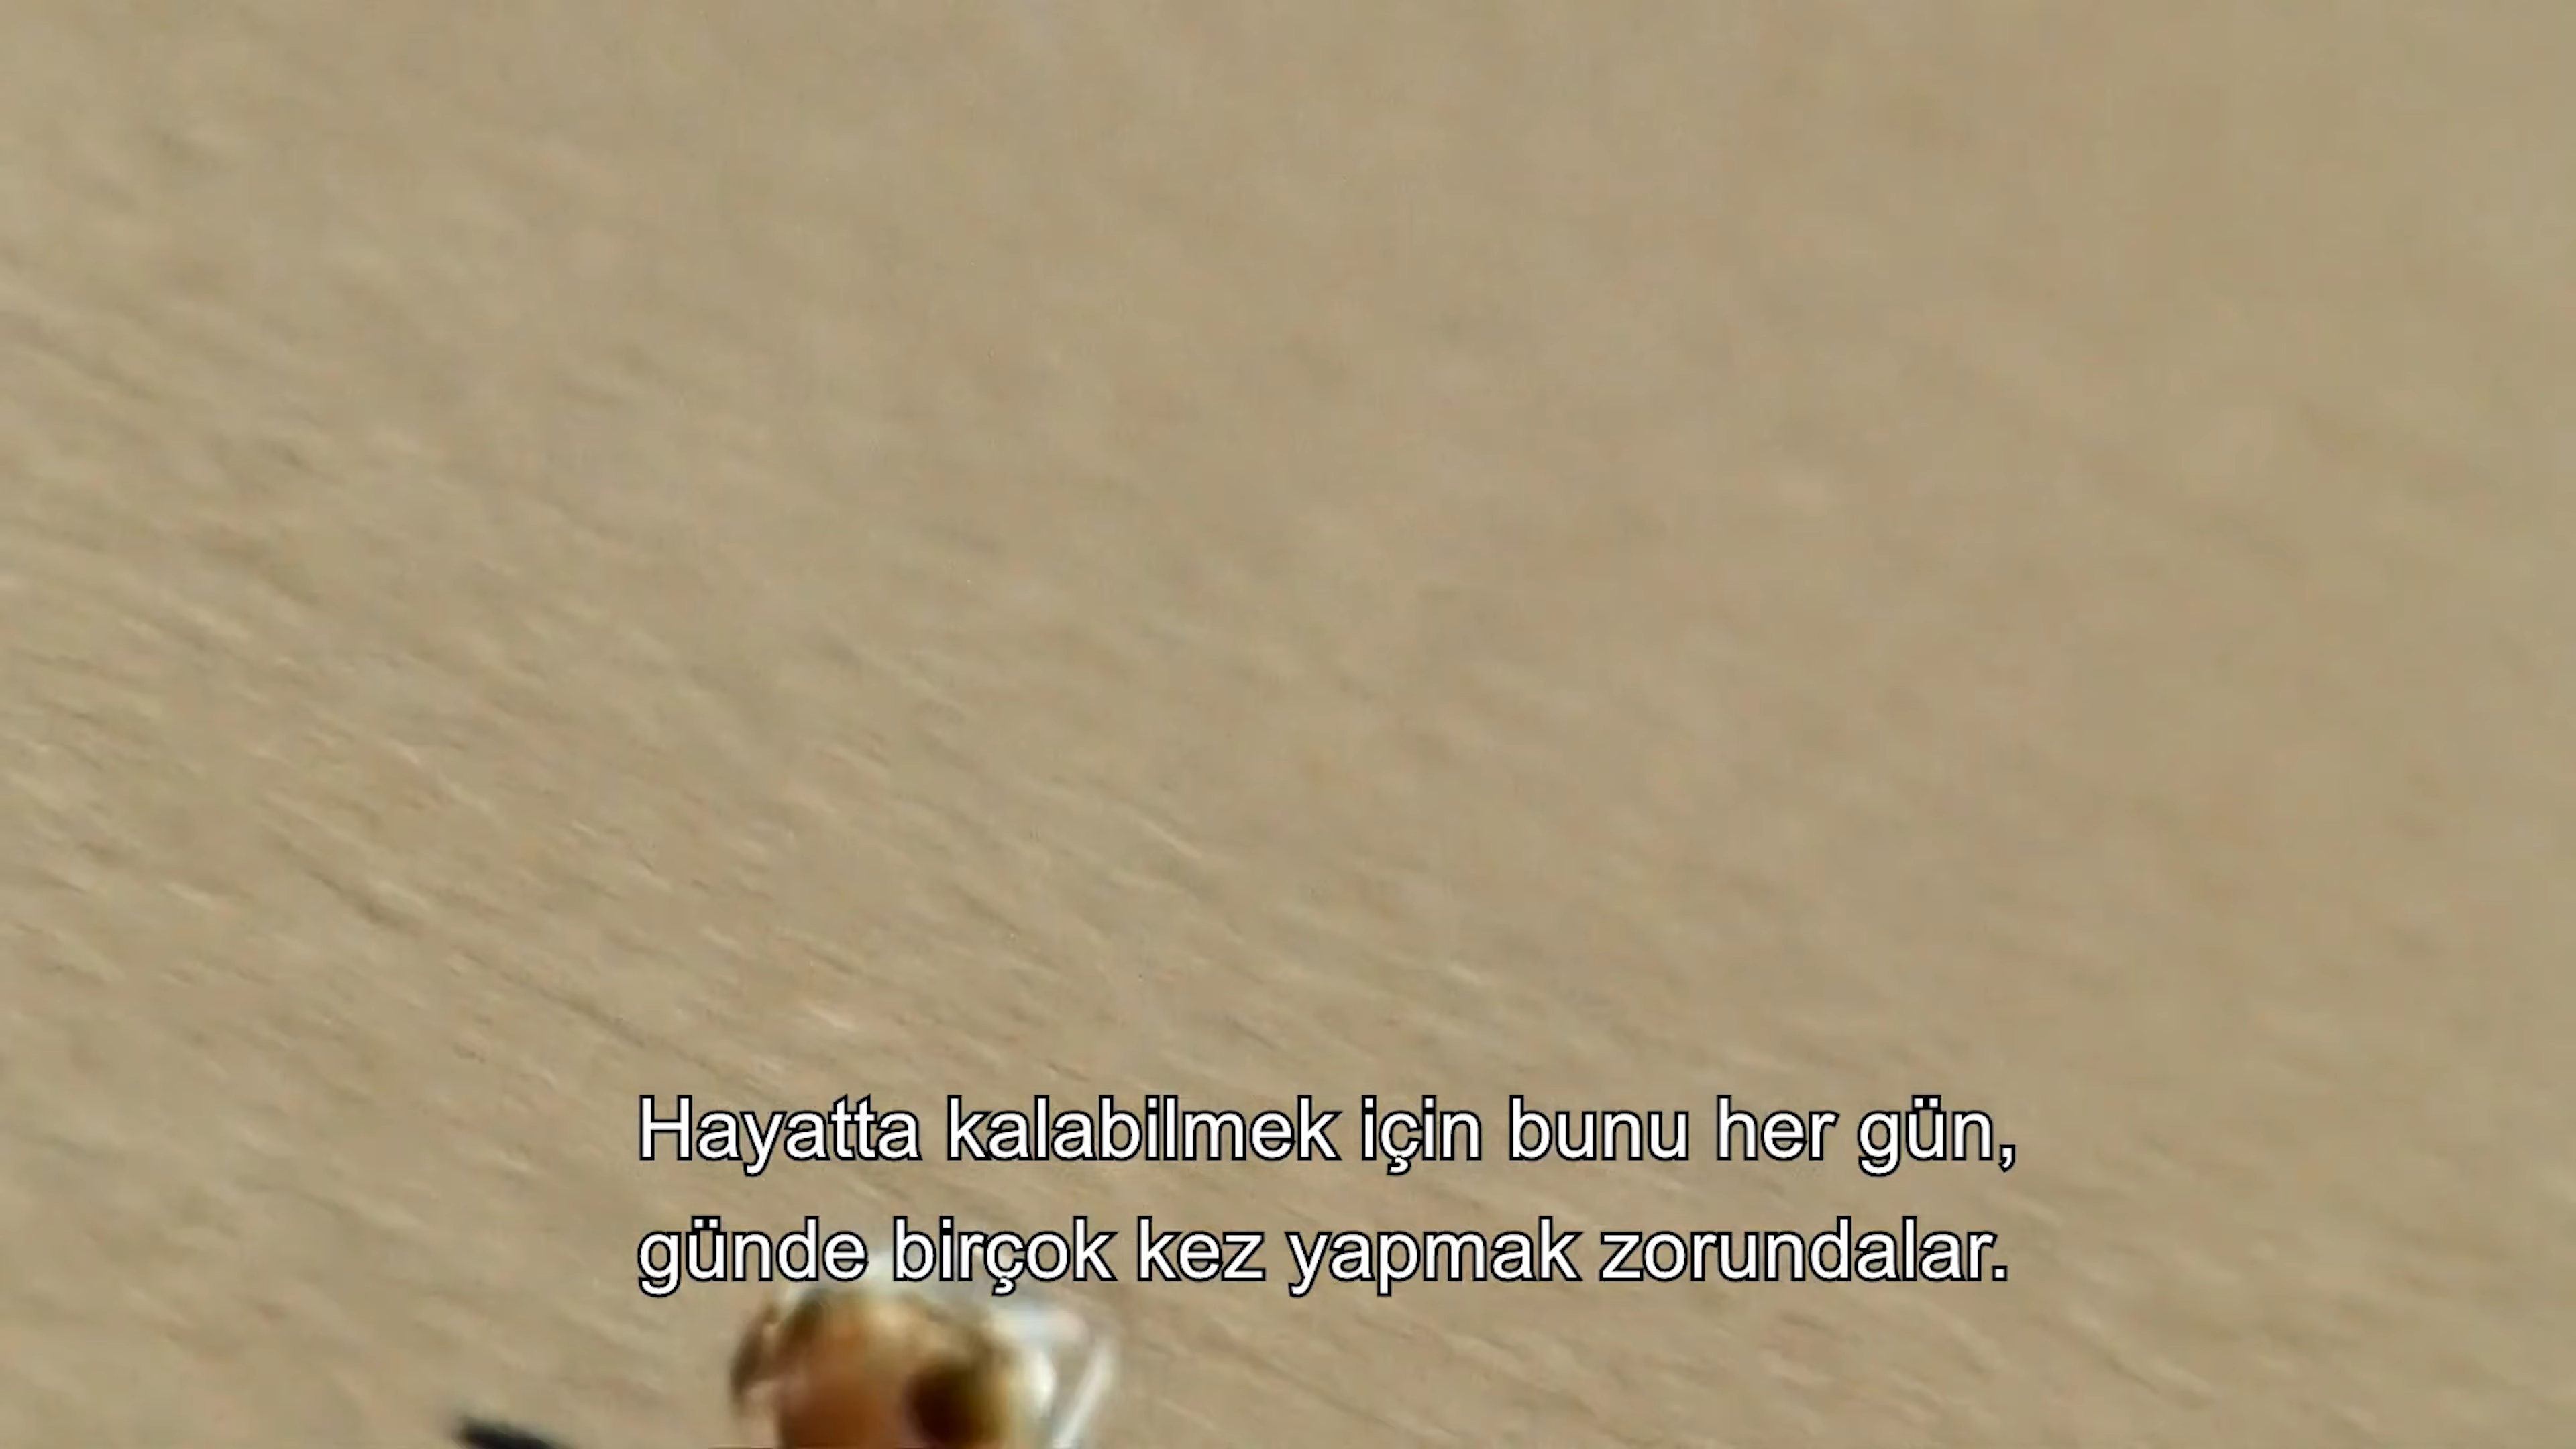 Hayatta kalabilmek için bunu her gün,
günde birçok kez yapmak zorundalar.